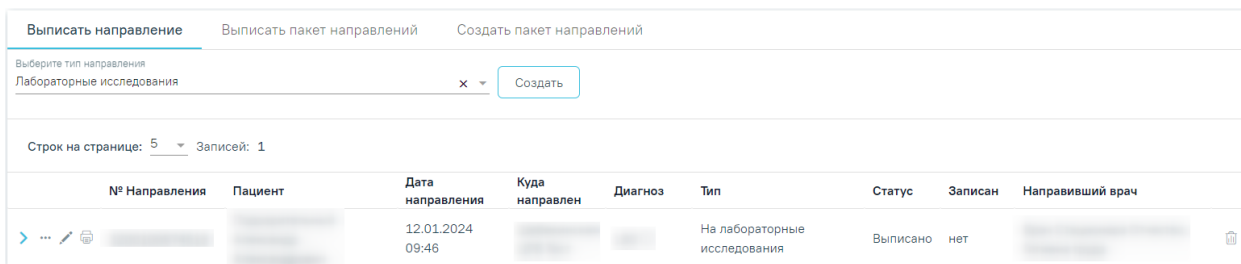 Выписать направление Выписать пакет направлений Создать пакет направлений
Выберите тип направления
Лабораторные исследования
Создать
Строк на странице: 5 Записей: 1
№ Направления Пациент Дата направления Куда направлен Диагноз Тип Статус Записан Направивший врач
12.01.2024 09:46 На лабораторные исследования Выписано нет